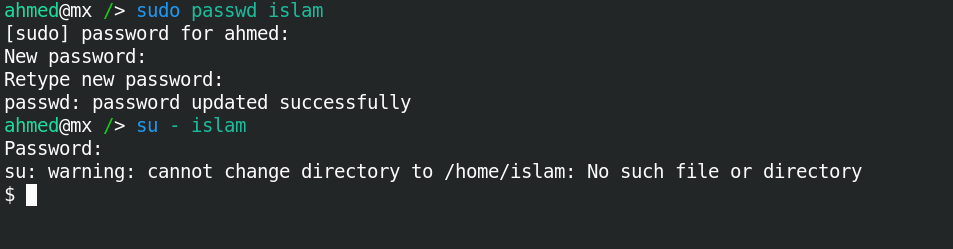 ahmed@mx /> sudo passwd islam
[sudo] password for ahmed:
New password:
Retype new password:
passwd: password updated successfully
ahmed@mx /> su - islam
Password:
su: warning: cannot change directory to /home/islam: No such file or directory
$